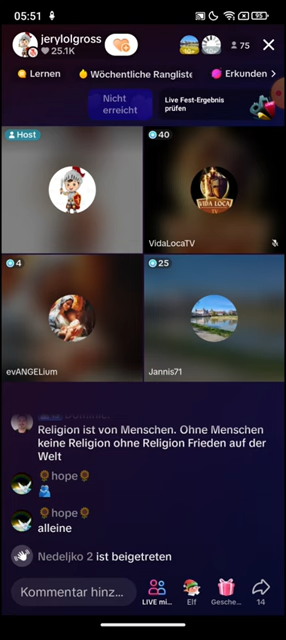 05:51
95
jerylolgross
25.1K
75
Lernen
Wöchentliche Rangliste
Erkunden
Nicht
erreicht
Live Fest-Ergebnis
prüfen
Host
40
VIDA LOCA
TV
VidaLocaTV
4
25
evANGELium
Jannis71
Religion ist von Menschen. Ohne Menschen
keine Religion ohne Religion Frieden auf der
Welt
🌻hope🌻
🫂
🌻hope🌻
alleine
Nedeljko 2 ist beigetreten
Kommentar hinz...
LIVE mi...
Elf
Gesche...
14